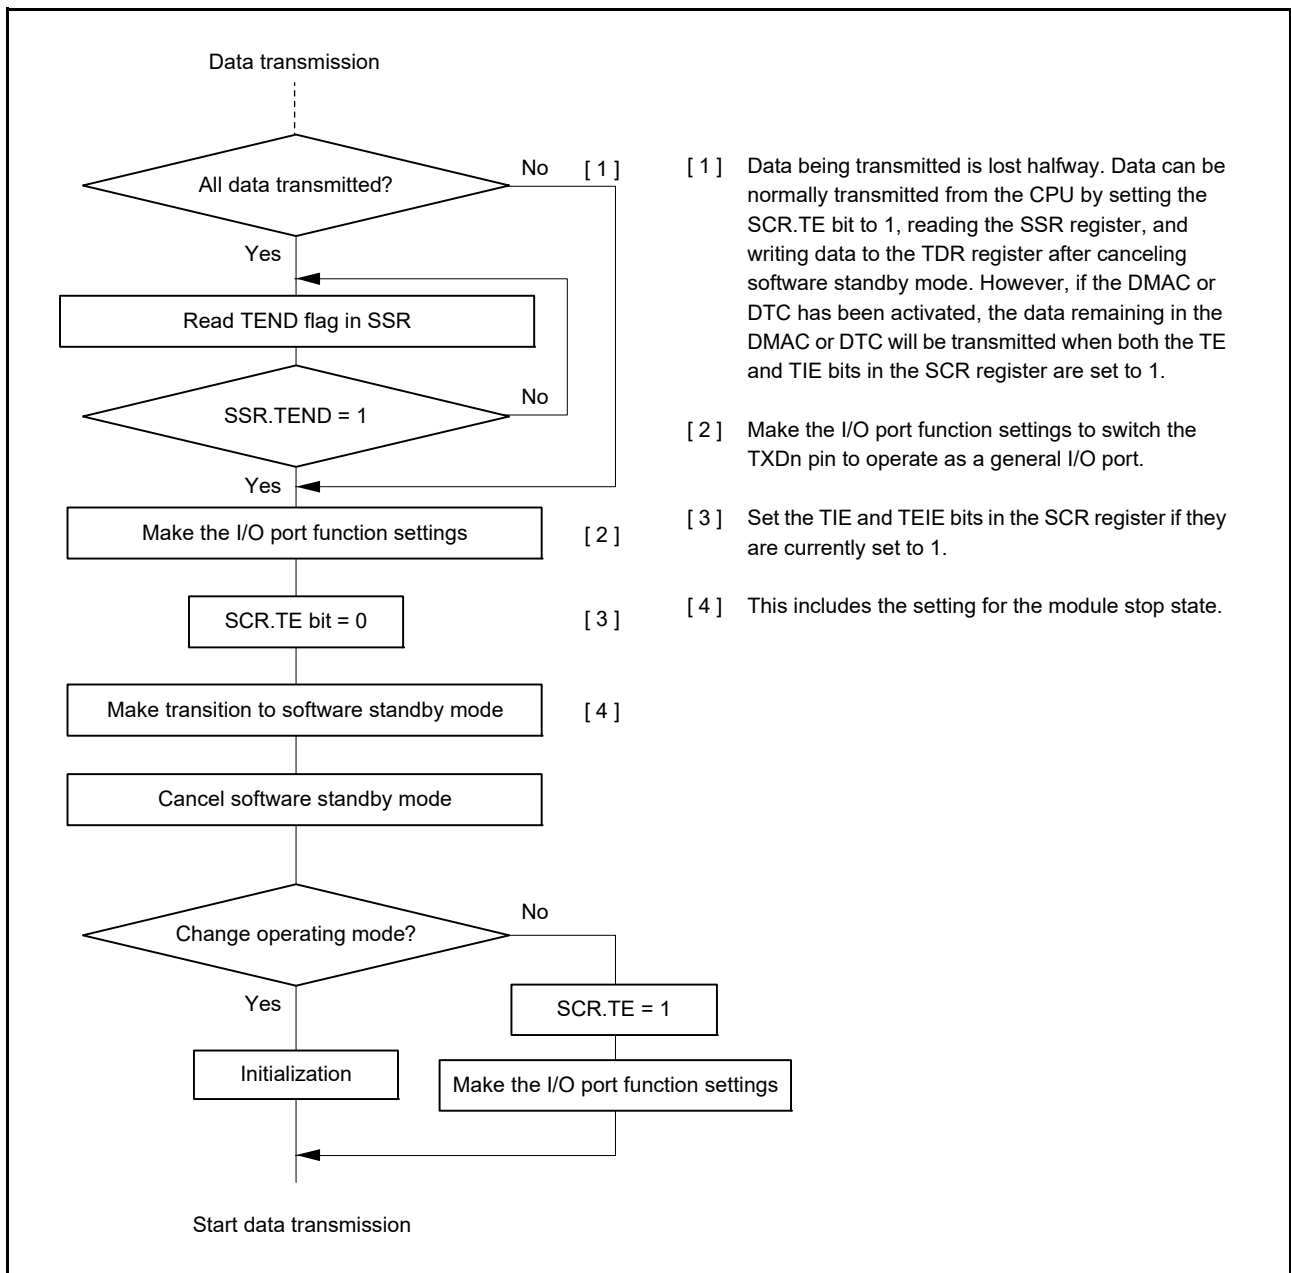 Data transmission
All data transmitted?
No
[ 1 ]
Yes
Read TEND flag in SSR
SSR.TEND = 1
No
Yes
Make the I/O port function settings
[ 2 ]
SCR.TE bit = 0
[ 3 ]
Make transition to software standby mode
[ 4 ]
Cancel software standby mode
Change operating mode?
No
Yes
SCR.TE = 1
Initialization
Make the I/O port function settings
Start data transmission
[ 1 ] Data being transmitted is lost halfway. Data can be
normally transmitted from the CPU by setting the
SCR.TE bit to 1, reading the SSR register, and
writing data to the TDR register after canceling
software standby mode. However, if the DMAC or
DTC has been activated, the data remaining in the
DMAC or DTC will be transmitted when both the TE
and TIE bits in the SCR register are set to 1.
[ 2 ] Make the I/O port function settings to switch the
TXDn pin to operate as a general I/O port.
[ 3 ] Set the TIE and TEIE bits in the SCR register if they
are currently set to 1.
[ 4 ] This includes the setting for the module stop state.